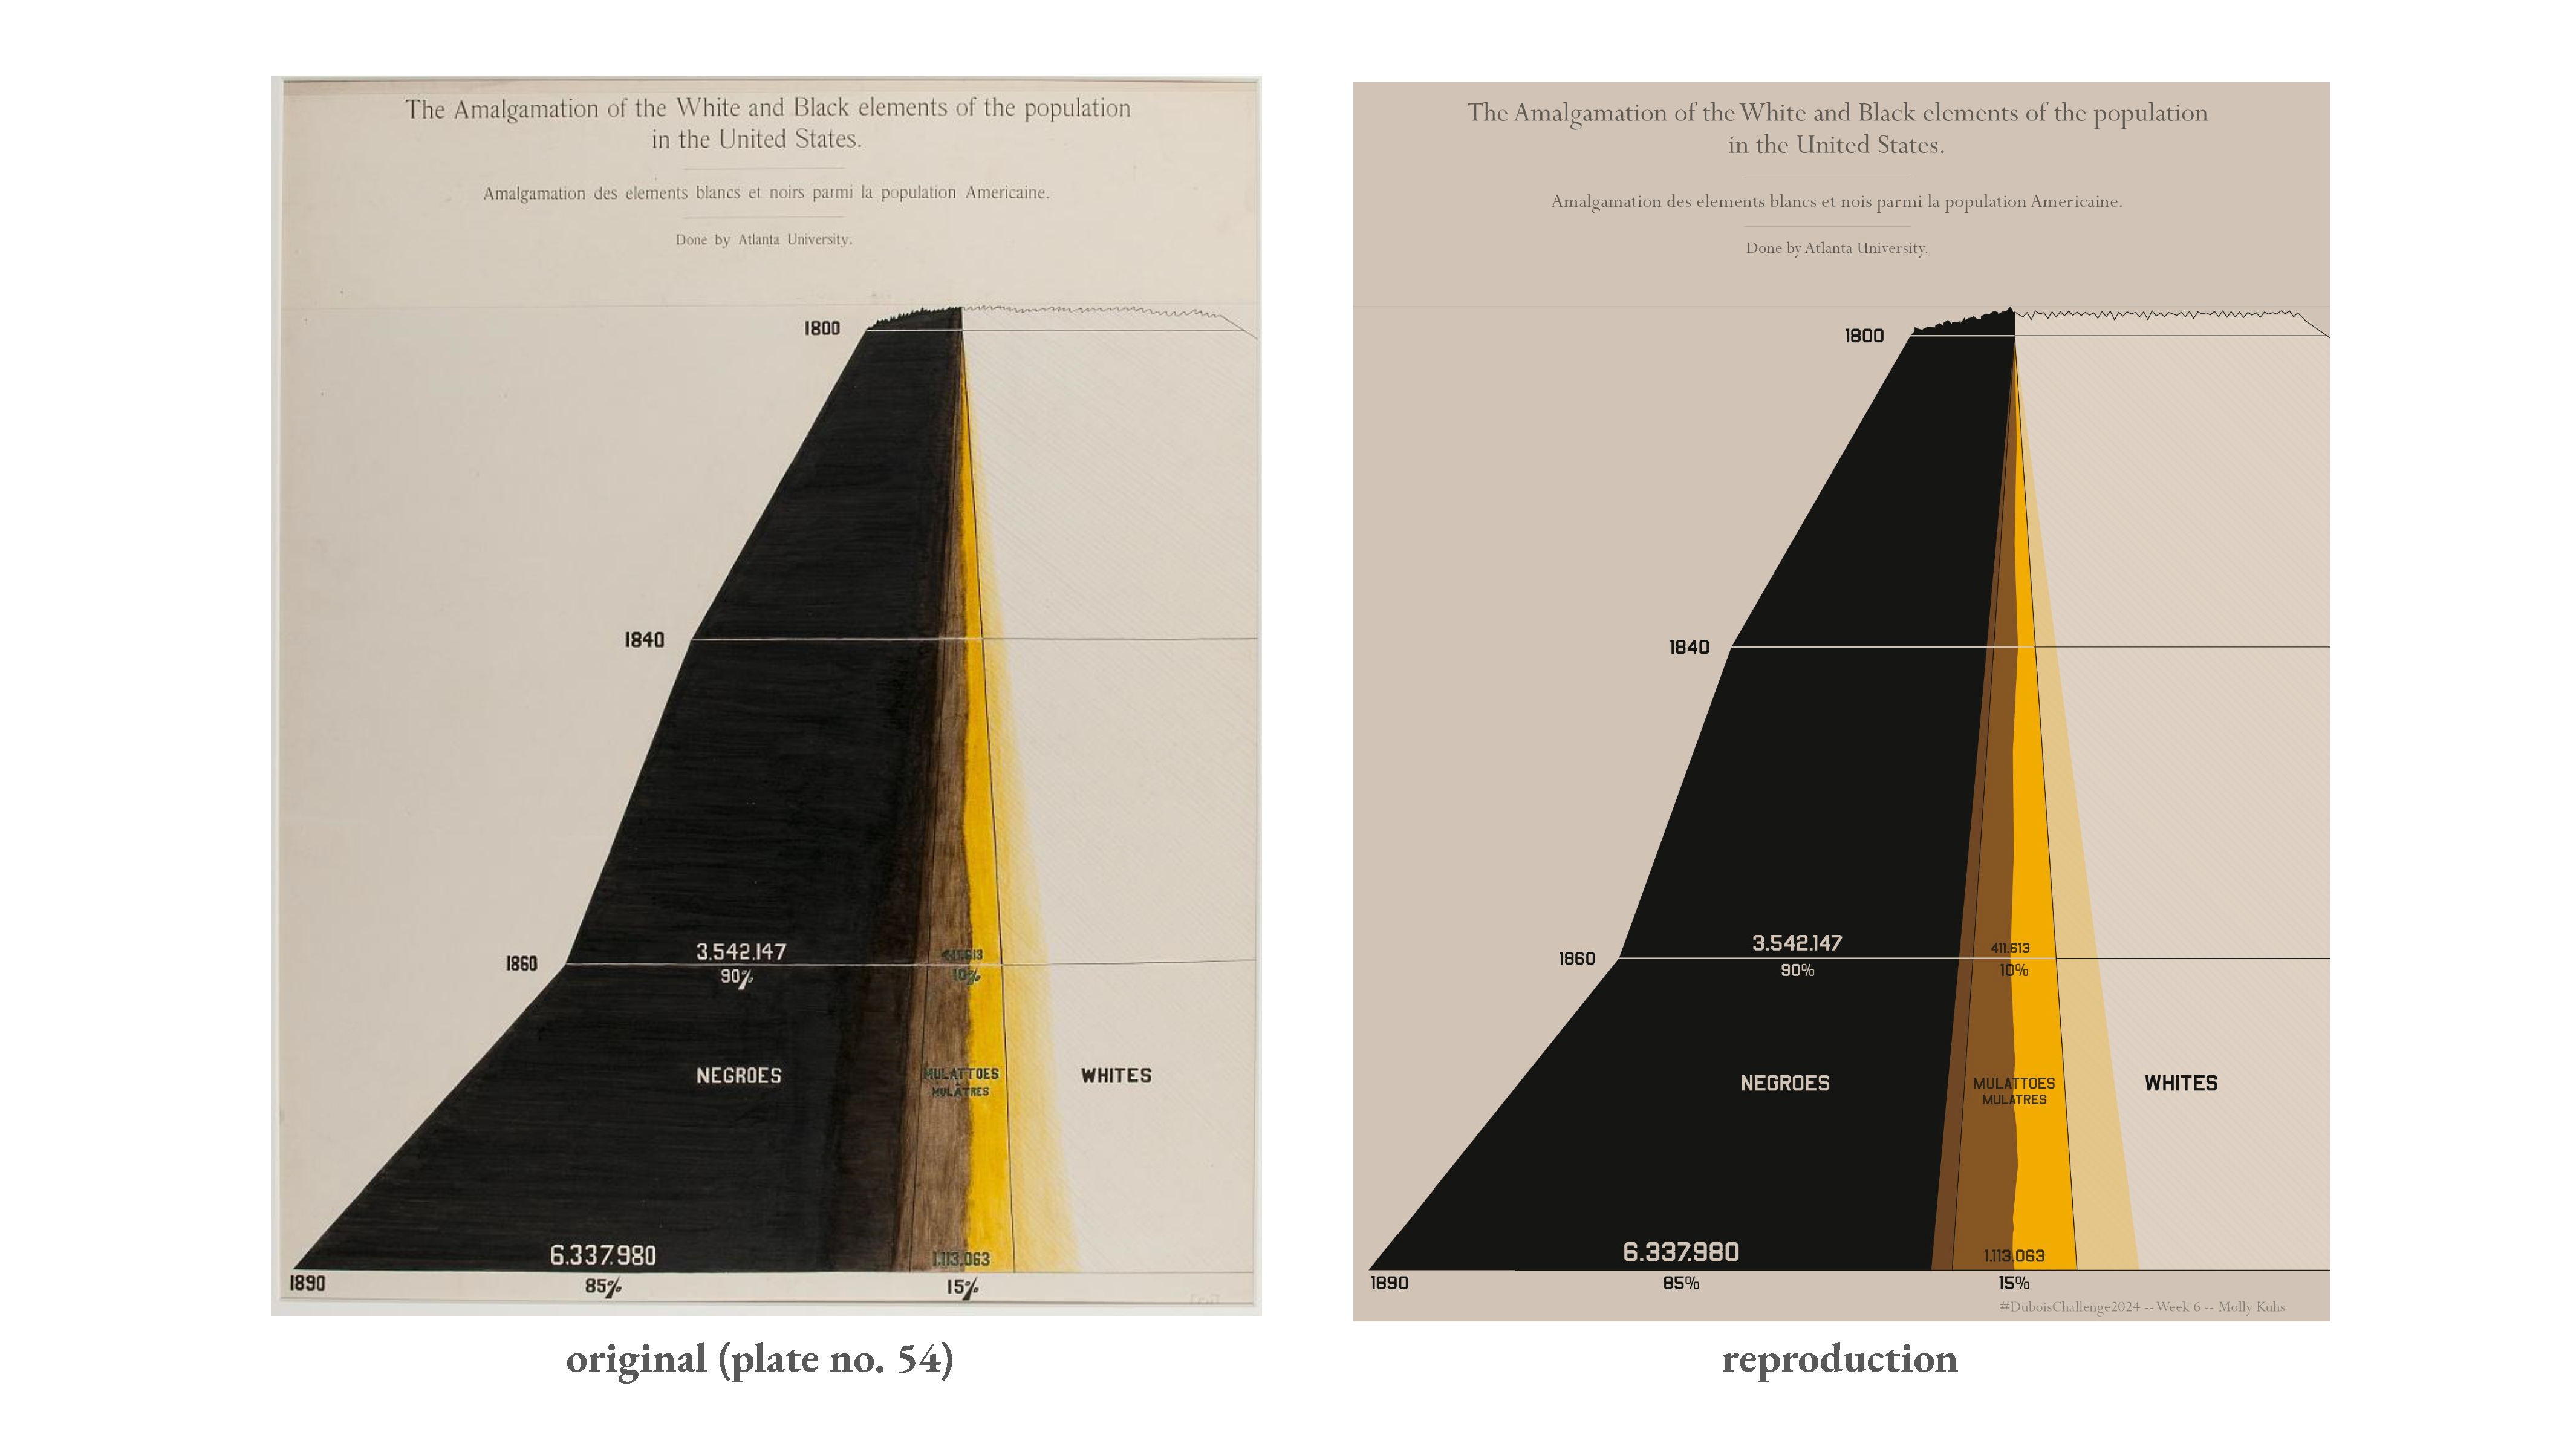 The Amalgamation of the White and Black elements of the population
in the United States.
Amalgamation des elements blancs et noirs parmi la population Americaine.
Done by Atlanta University.
1800
1840
1860
3.542.147
90%
10%
NEGROES
MULATTOES
MULATRES
WHITES
6.337.980
1.113.063
1890
85%
15%
original (plate no. 54)
The Amalgamation of the White and Black elements of the population
in the United States.
Amalgamation des elements blancs et nois parmi la population Americaine.
Done by Atlanta University.
1800
1840
1860
3.542.147
411.613
90%
10%
NEGROES
MULATTOES
MULATRES
WHITES
6.337.980
1.113.063
1890
85%
15%
#DuboisChallenge2024 -- Week 6 -- Molly Kuhs
reproduction